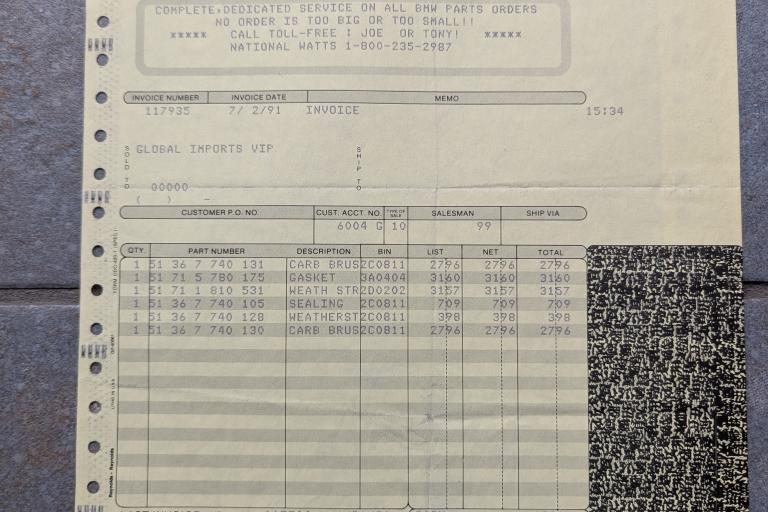 COMPLETE,DEDICATED SERVICE ON ALL BMW PARTS ORDERS
NO ORDER IS TOO BIG OR TOO SMALL!!
***** CALL TOLL-FREE : JOE OR TONY! *****
NATIONAL WATTS 1-800-235-2987
INVOICE NUMBER INVOICE DATE MEMO
117935 7/ 2/91 INVOICE 15:34
SOLD TO GLOBAL IMPORTS VIP SHIP TO
00000
( ) -
CUSTOMER P.O. NO. CUST. ACCT. NO. TYPE OF SALE SALESMAN SHIP VIA
6004 G 10 99
QTY. PART NUMBER DESCRIPTION BIN LIST NET TOTAL
1 51 36 7 740 131 CARB BRUS 2C0811 2796 2796 2796
1 51 71 5 780 175 GASKET 3A0404 3160 3160 3160
1 51 71 1 810 531 WEATH STR 2D0202 3157 3157 3157
1 51 36 7 740 105 SEALING 2C0811 709 709 709
1 51 36 7 740 128 WEATHERST 2C0811 398 398 398
1 51 36 7 740 130 CARB BRUS 2C0811 2796 2796 2796
Reynolds + Reynolds